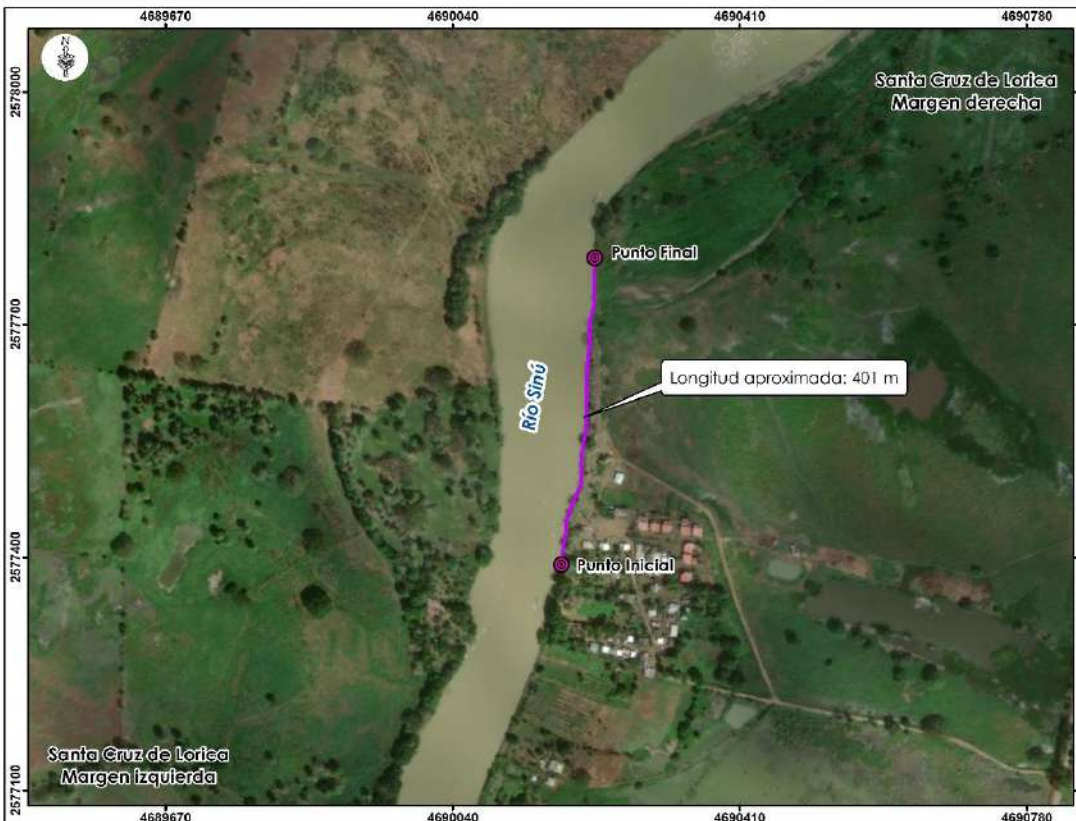 4689670 4690040 4690410 4690780
2578000
Santa Cruz de Lorica
Margen derecha
Punto Final
2577700
Longitud aproximada: 401 m
Río Sinú
2577400
Punto Inicial
Santa Cruz de Lorica
Margen izquierda
2577100
4689670 4690040 4690410 4690780